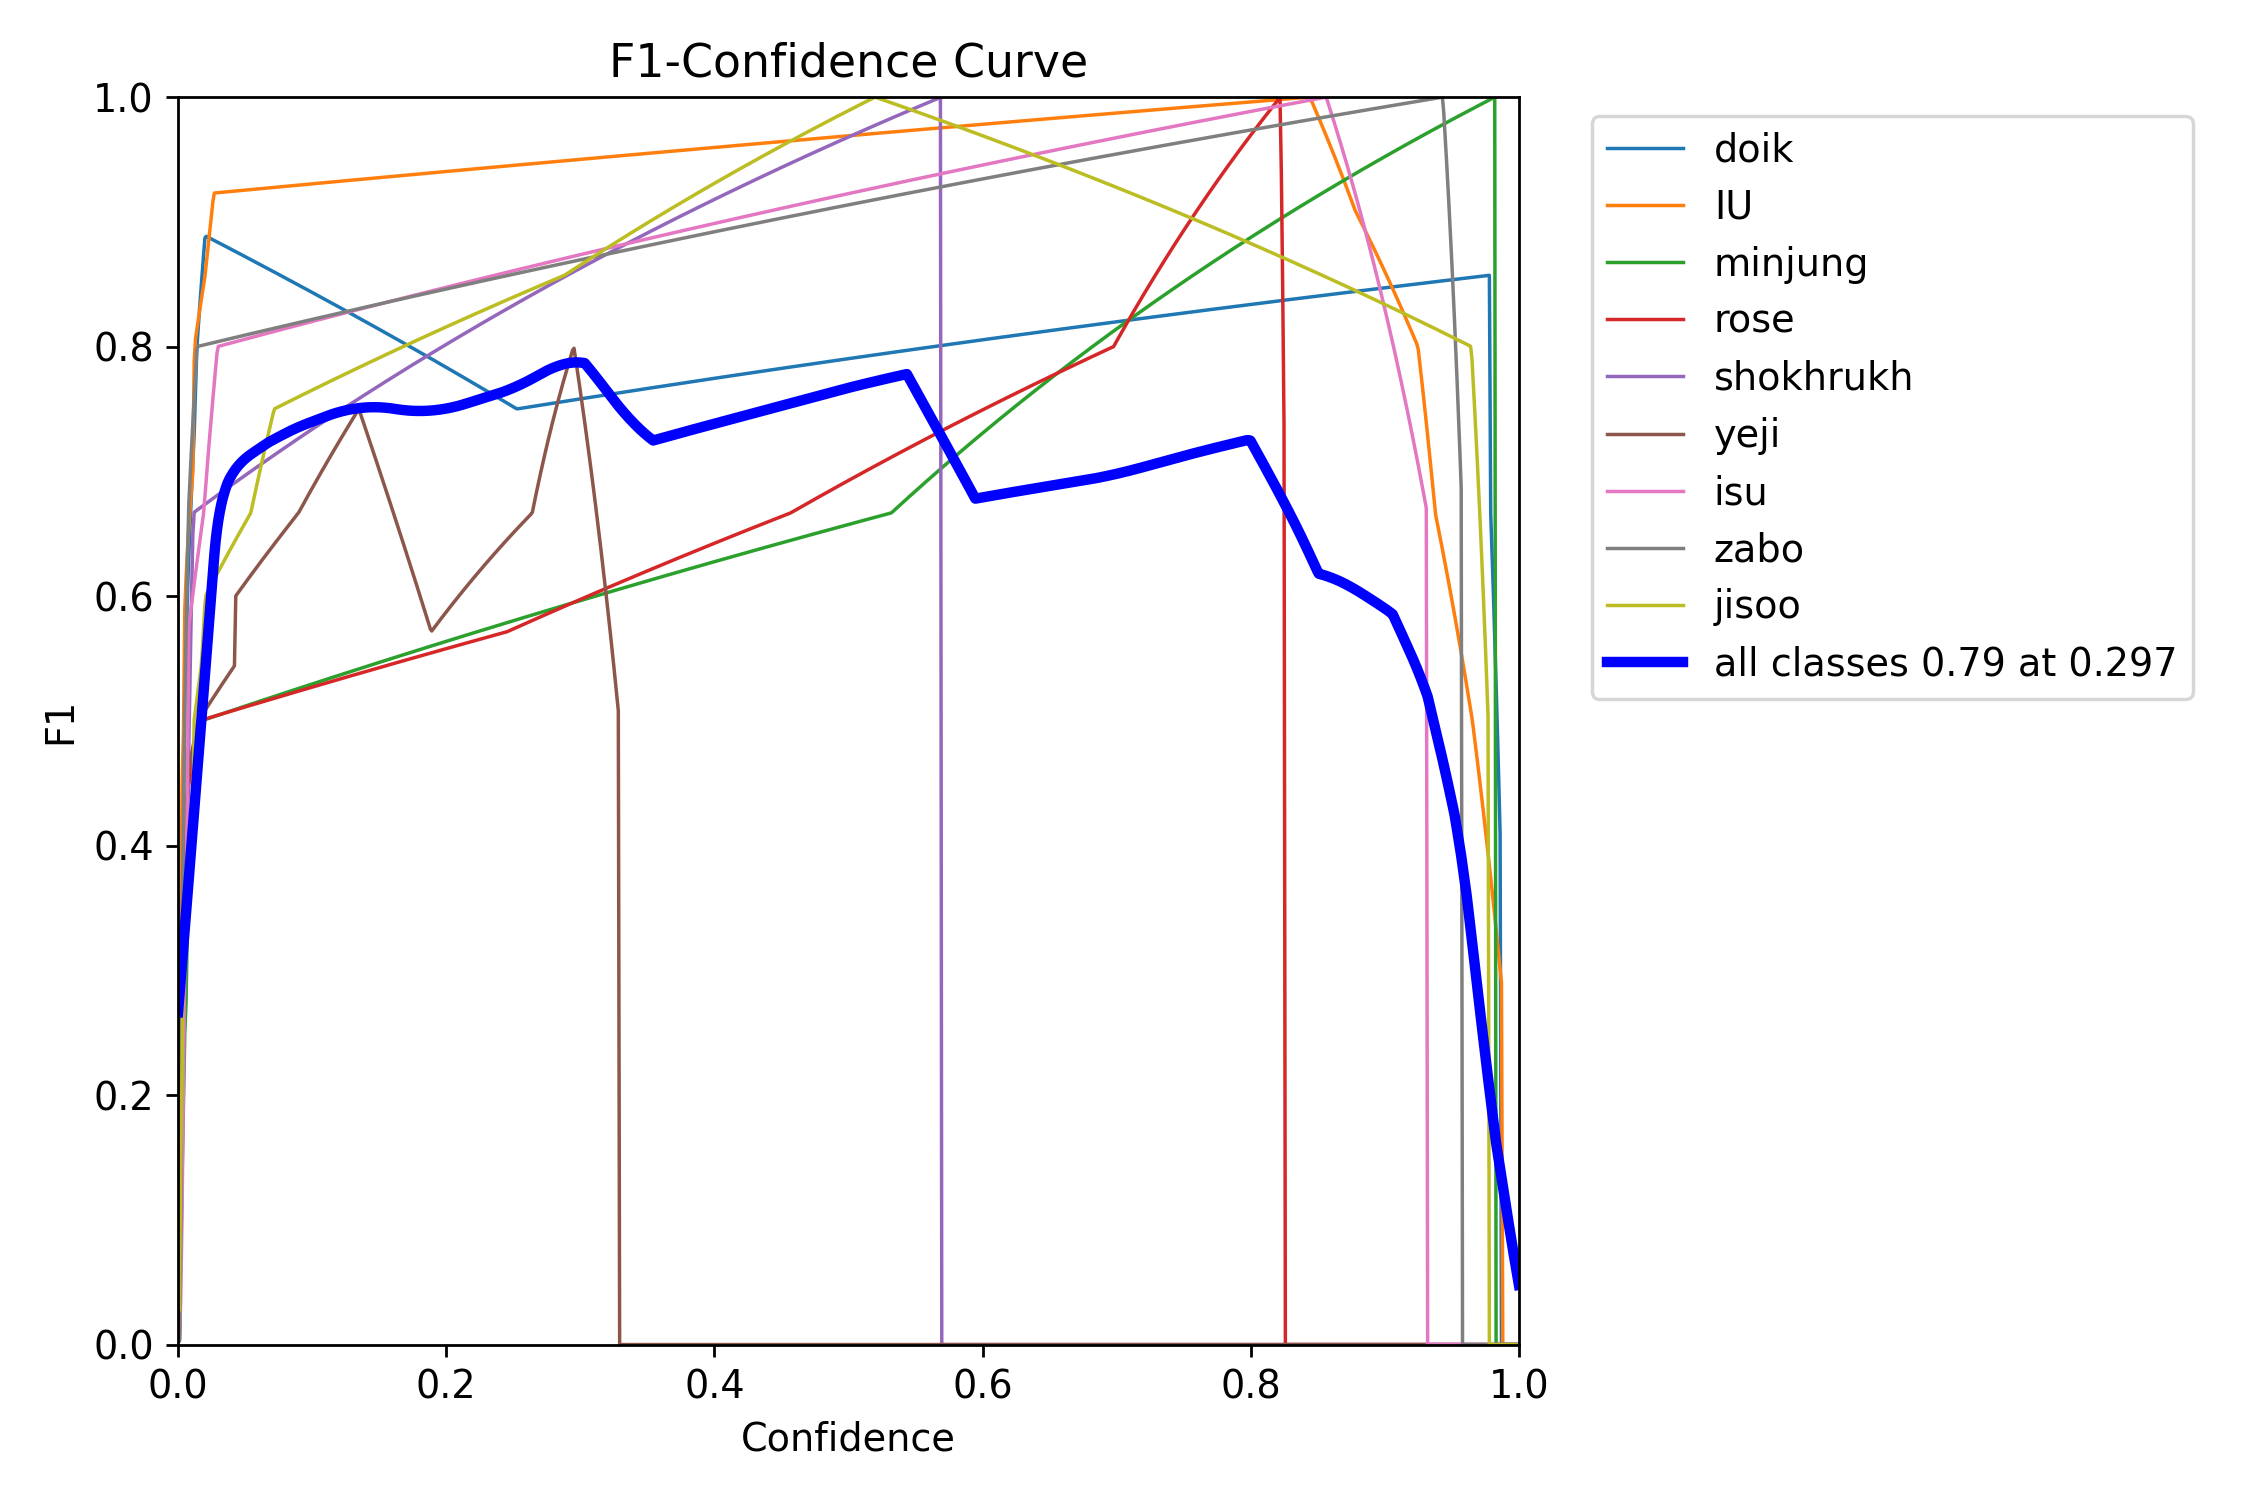 F1-Confidence Curve
1.0
0.8
0.6
0.4
0.2
0.0
F1
0.0 0.2 0.4 0.6 0.8 1.0
Confidence
doik
IU
minjung
rose
shokhrukh
yeji
isu
zabo
jisoo
all classes 0.79 at 0.297